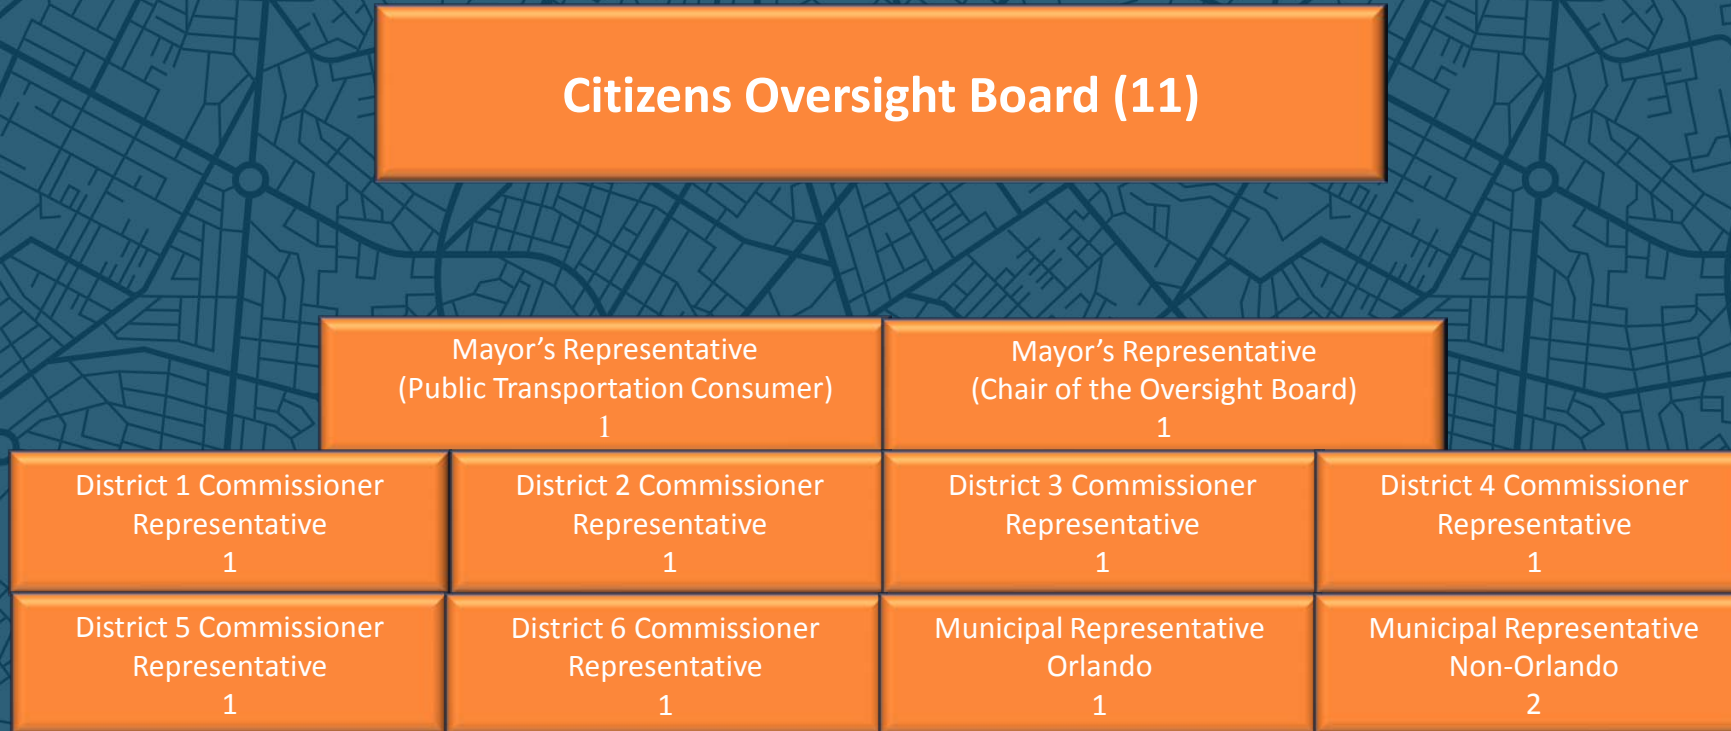 Citizens Oversight Board (11)
Mayor’s Representative
(Public Transportation Consumer)
1
Mayor’s Representative
(Chair of the Oversight Board)
1
District 1 Commissioner
Representative
1
District 2 Commissioner
Representative
1
District 3 Commissioner
Representative
1
District 4 Commissioner
Representative
1
District 5 Commissioner
Representative
1
District 6 Commissioner
Representative
1
Municipal Representative
Orlando
1
Municipal Representative
Non-Orlando
2